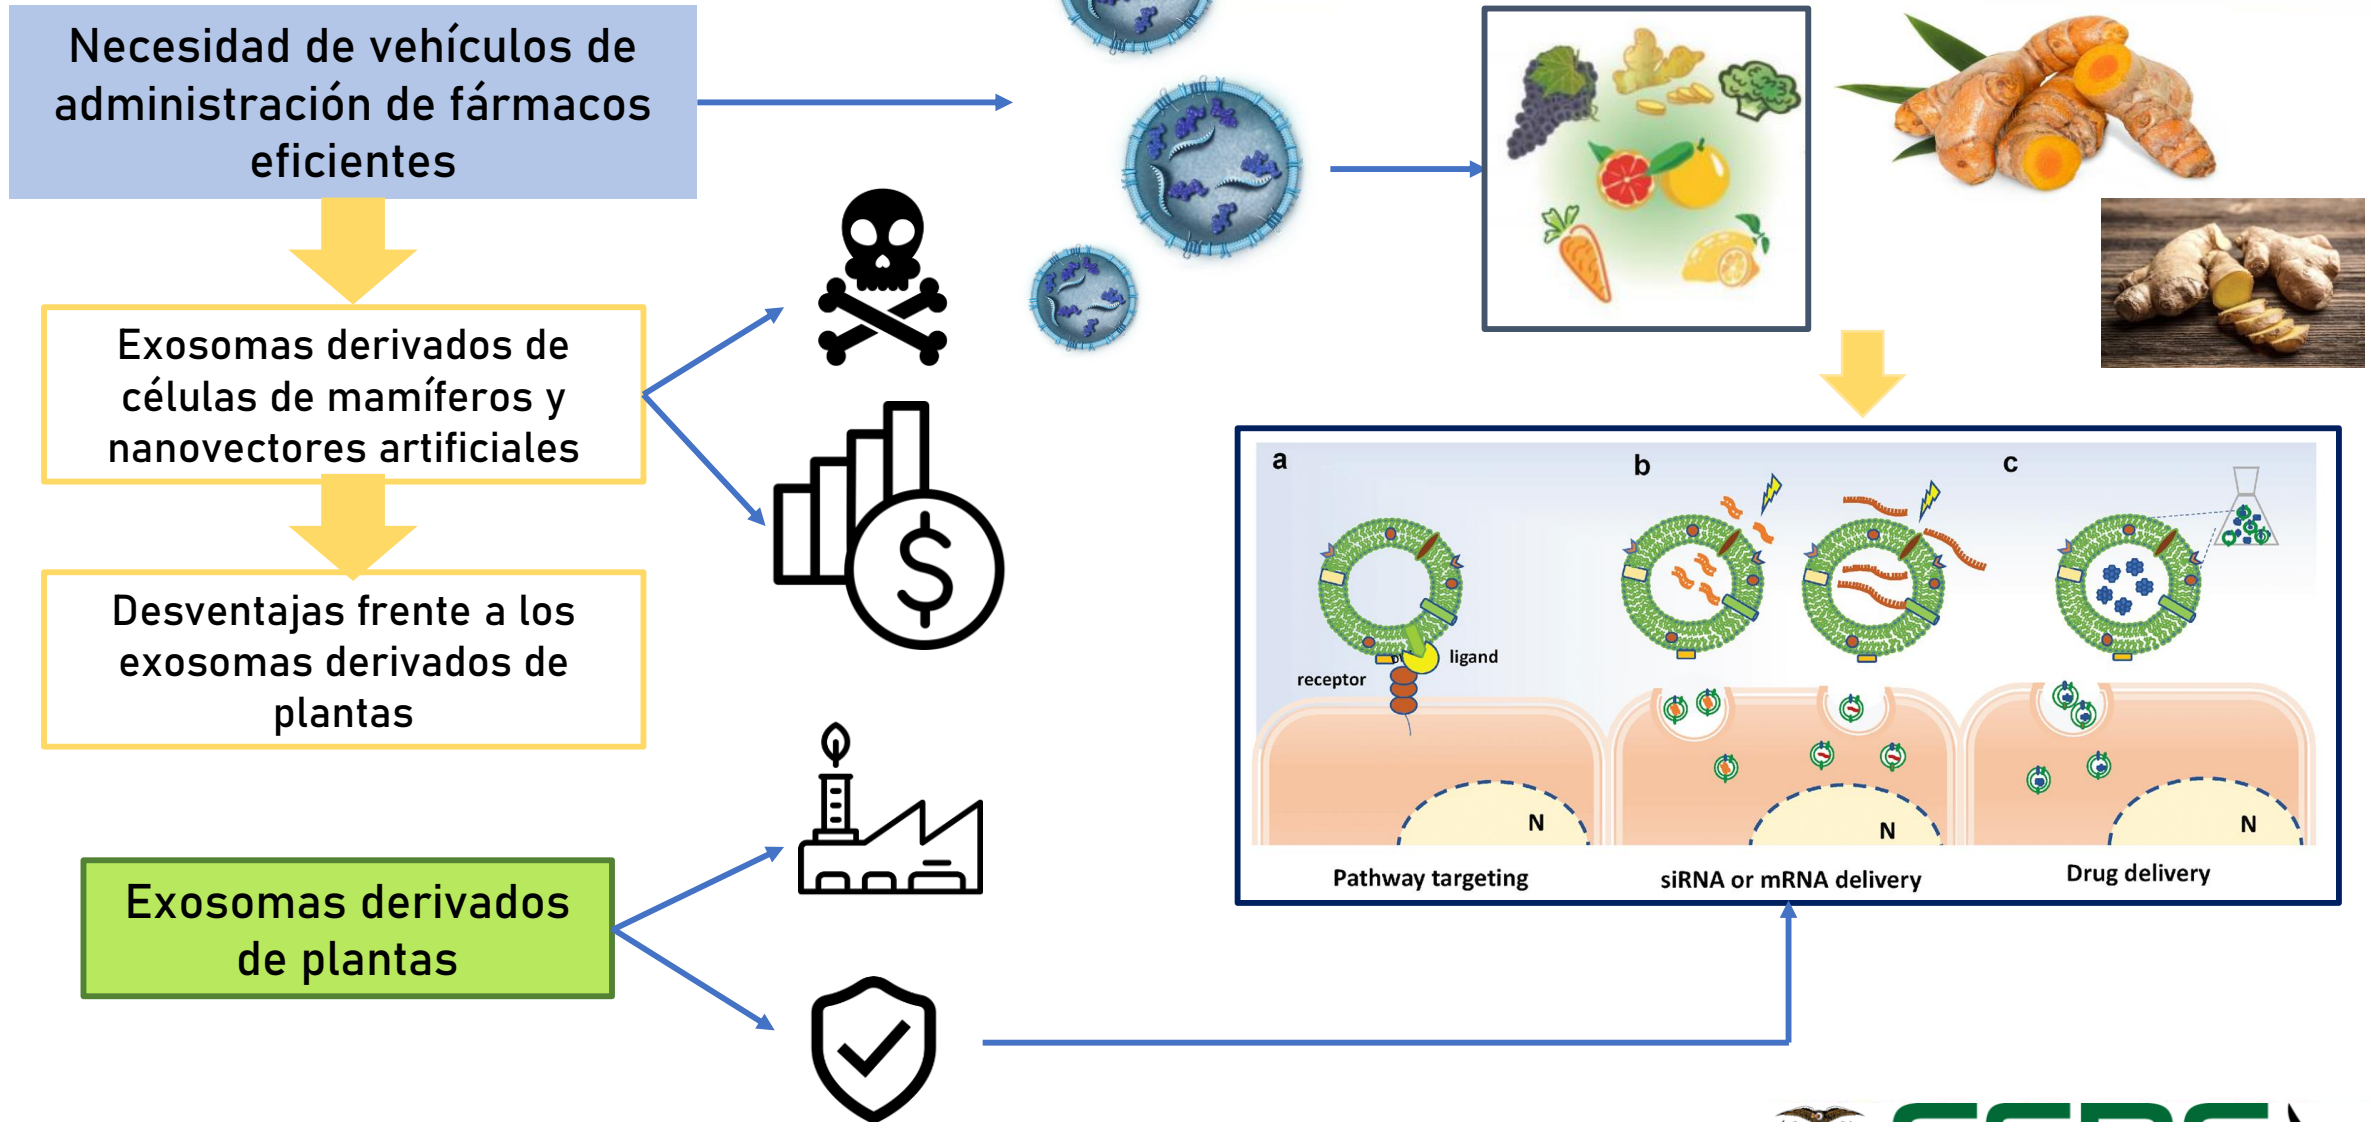 Necesidad de vehículos de
administración de fármacos
eficientes
Exosomas derivados de
células de mamíferos y
nanovectores artificiales
Desventajas frente a los
exosomas derivados de
plantas
Exosomas derivados
de plantas
$
a
b
c
ligand
receptor
N
N
N
Pathway targeting
siRNA or mRNA delivery
Drug delivery